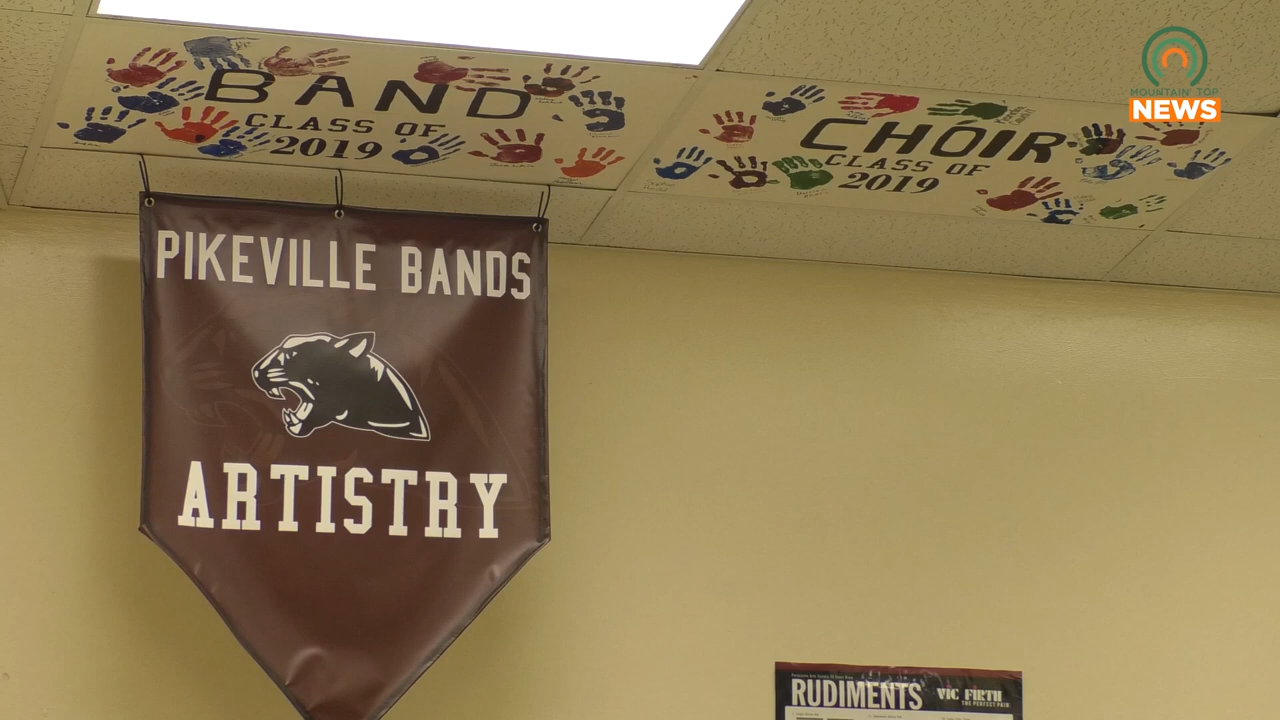 BAND
CLASS OF
2019
CHOIR
CLASS OF
2019
MOUNTAIN TOP
NEWS
PIKEVILLE BANDS
ARTISTRY
RUDIMENTS
VIC FIRTH
THE PERFECT PAIR